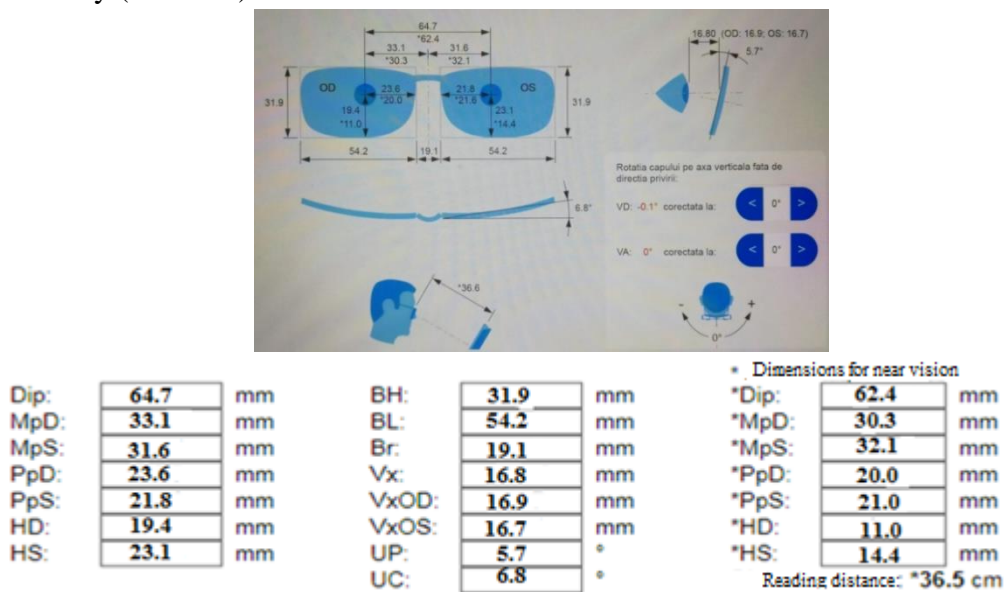 64.7
*62.4
33.1 31.6
*30.3 *32.1
16.80 (OD: 16.9; OS: 16.7)
5.7°
OD 23.6 21.8 OS
*20.0 *21.6
31.9 19.4 23.1 31.9
*11.0 *14.4
54.2 19.1 54.2
6.8°
Rotatia capului pe axa verticala fata de
directia privirii:
VD: -0.1° corectata la: < 0° >
VA: 0° corectata la: < 0° >
*36.6
- +
0°
* Dimensions for near vision
Dip: 64.7 mm BH: 31.9 mm *Dip: 62.4 mm
MpD: 33.1 mm BL: 54.2 mm *MpD: 30.3 mm
MpS: 31.6 mm Br: 19.1 mm *MpS: 32.1 mm
PpD: 23.6 mm Vx: 16.8 mm *PpD: 20.0 mm
PpS: 21.8 mm VxOD: 16.9 mm *PpS: 21.0 mm
HD: 19.4 mm VxOS: 16.7 mm *HD: 11.0 mm
HS: 23.1 mm UP: 5.7 ° *HS: 14.4 mm
UC: 6.8 ° Reading distance: *36.5 cm